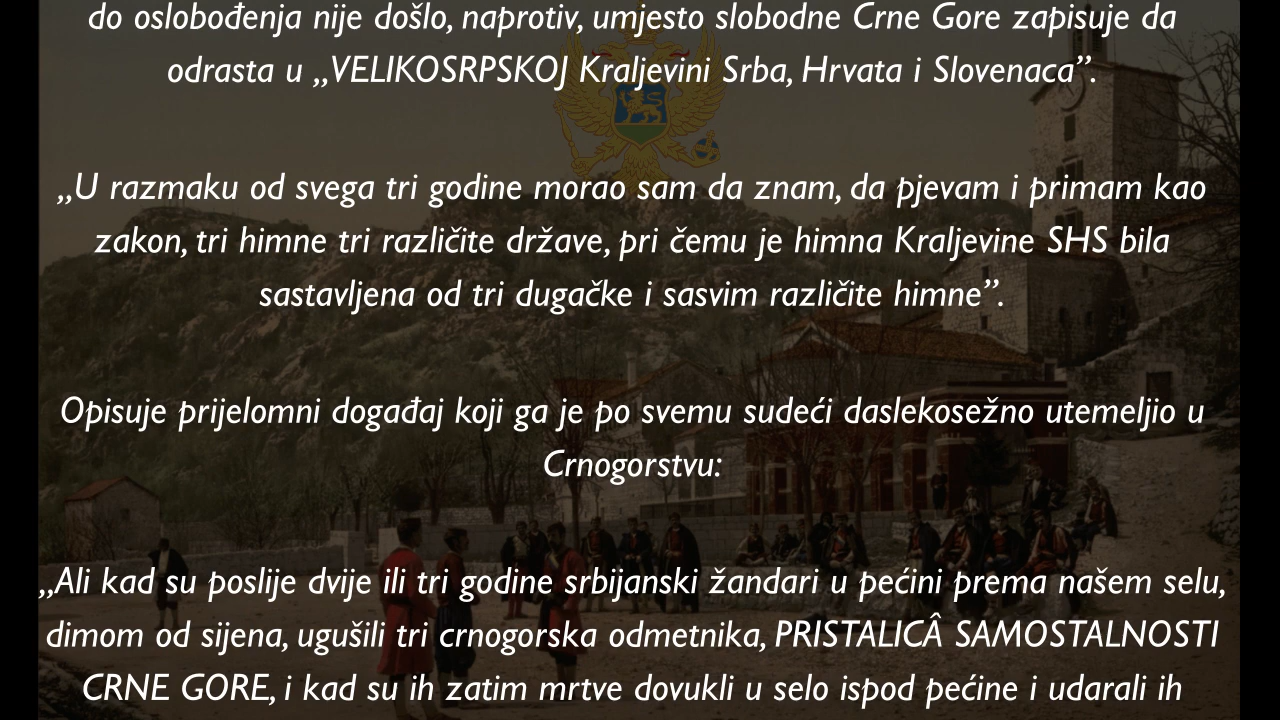 do oslobođenja nije došlo, naprotiv, umjesto slobodne Crne Gore zapisuje da
odrasta u „VELIKOSRPSKOJ Kraljevini Srba, Hrvata i Slovenaca”.
„U razmaku od svega tri godine morao sam da znam, da pjevam i primam kao
zakon, tri himne tri različite države, pri čemu je himna Kraljevine SHS bila
sastavljena od tri dugačke i sasvim različite himne”.
Opisuje prijelomni događaj koji ga je po svemu sudeći daslekosežno utemeljio u
Crnogorstvu:
„Ali kad su poslije dvije ili tri godine srbijanski žandari u pećini prema našem selu,
dimom od sijena, ugušili tri crnogorska odmetnika, PRISTALICÂ SAMOSTALNOSTI
CRNE GORE, i kad su ih zatim mrtve dovukli u selo ispod pećine i udarali ih